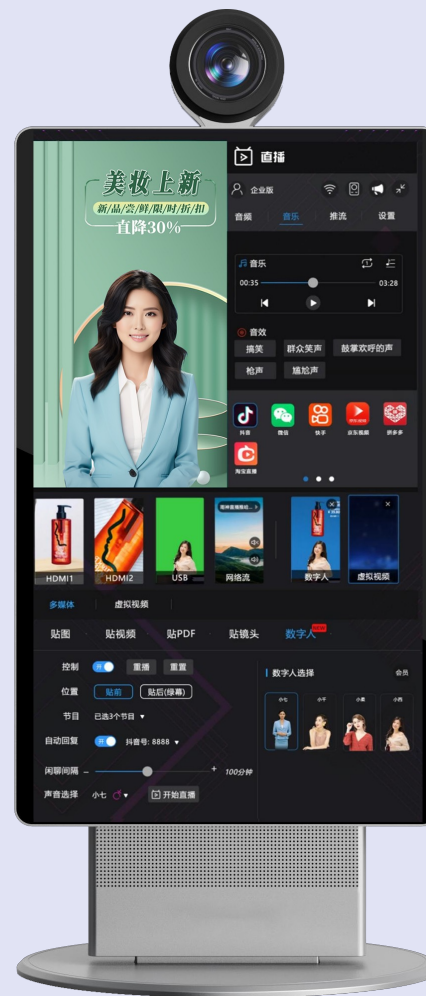 美妆上新
新/品/尝/鲜/限/时/折/扣
直降30%
直播
企业版
音频 音乐 推流 设置
音乐
00:35 03:28
音效
搞笑 群众笑声 鼓掌欢呼的声
枪声 尴尬声
抖音 微信 快手 京东视频 拼多多
淘宝直播
HDMI1 HDMI2 USB 网络流 数字人 虚拟视频
多媒体 虚拟视频
贴图 贴视频 贴PDF 贴镜头 数字人
控制 开 重播 重置
位置 贴前 贴后(绿幕)
节目 已选3个节目
自动回复 开 抖音号: 8888
闲聊间隔 − + 100分钟
声音选择 小七 开始直播
数字人选择 会员
小七 小平 小美 小西